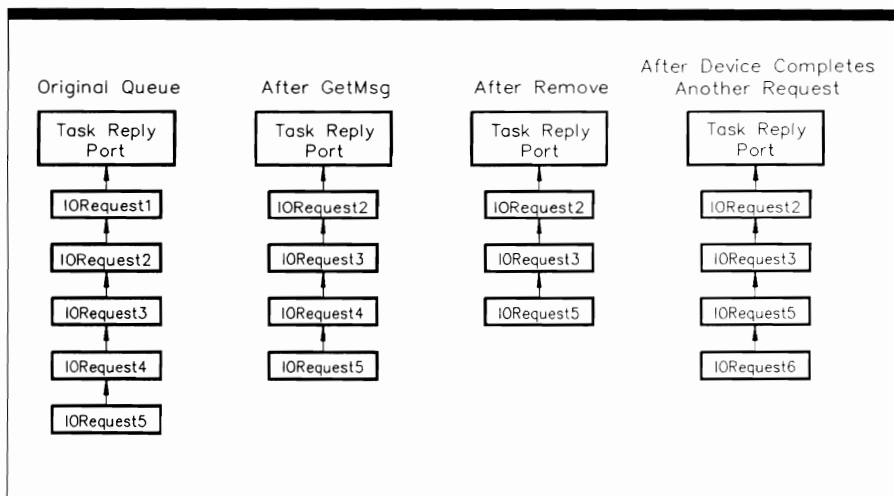 Original Queue
Task Reply
Port
IORequest1
IORequest2
IORequest3
IORequest4
IORequest5
After GetMsg
Task Reply
Port
IORequest2
IORequest3
IORequest4
IORequest5
After Remove
Task Reply
Port
IORequest2
IORequest3
IORequest5
After Device Completes
Another Request
Task Reply
Port
IORequest2
IORequest3
IORequest5
IORequest6